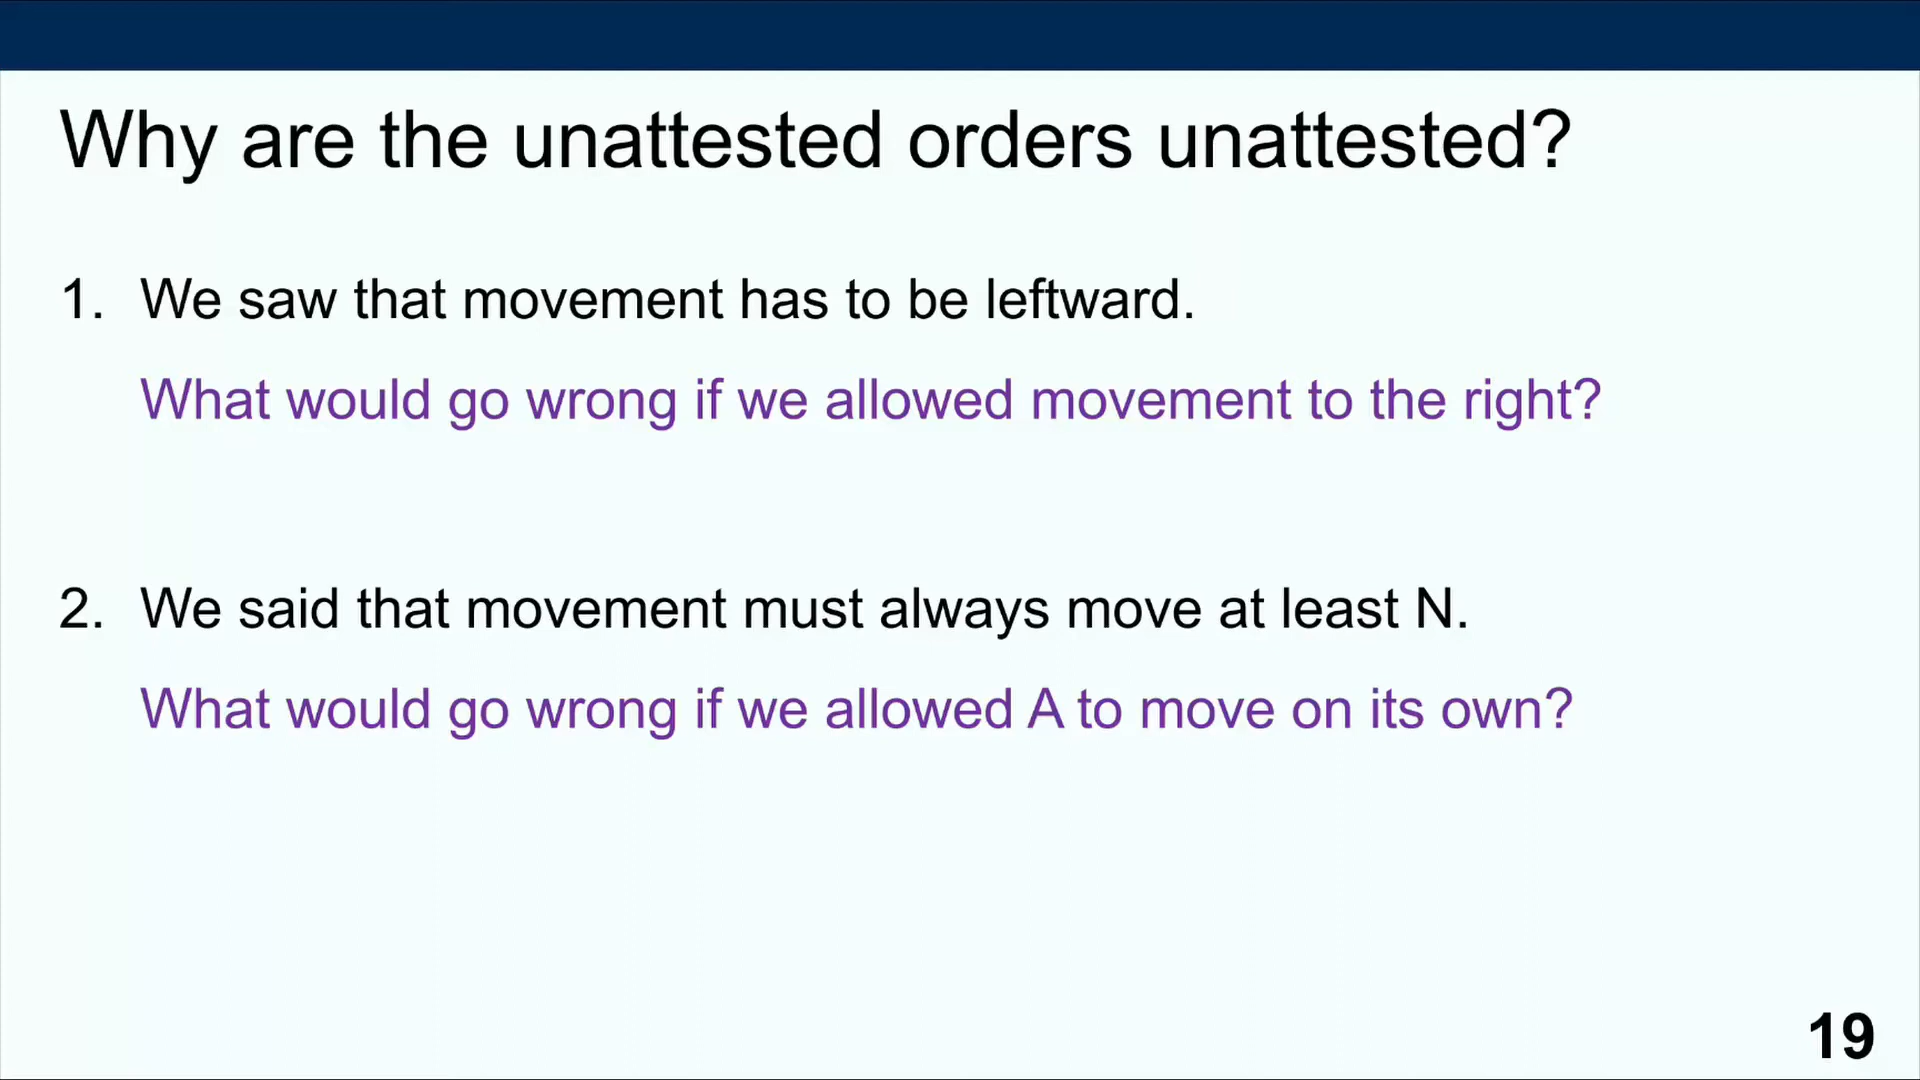 Why are the unattested orders unattested?
1. We saw that movement has to be leftward.
What would go wrong if we allowed movement to the right?
2. We said that movement must always move at least N.
What would go wrong if we allowed A to move on its own?
19